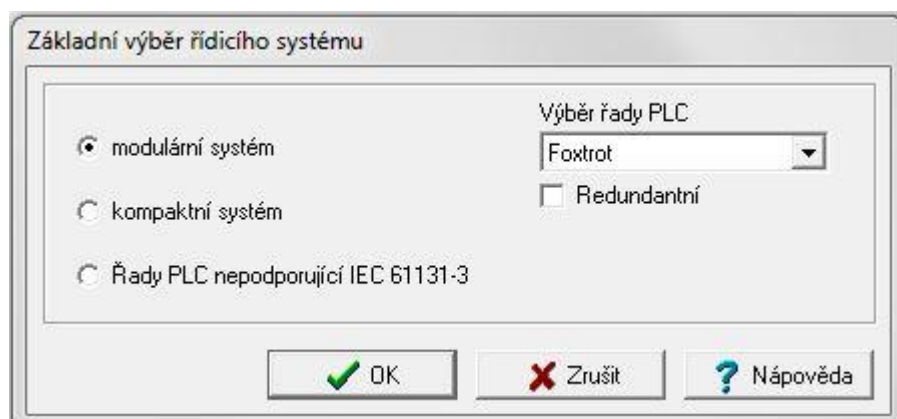 Základní výběr řídicího systému
modulární systém
kompaktní systém
Řady PLC nepodporující IEC 61131-3
Výběr řady PLC
Foxtrot
Redundantní
OK
Zrušit
Nápověda